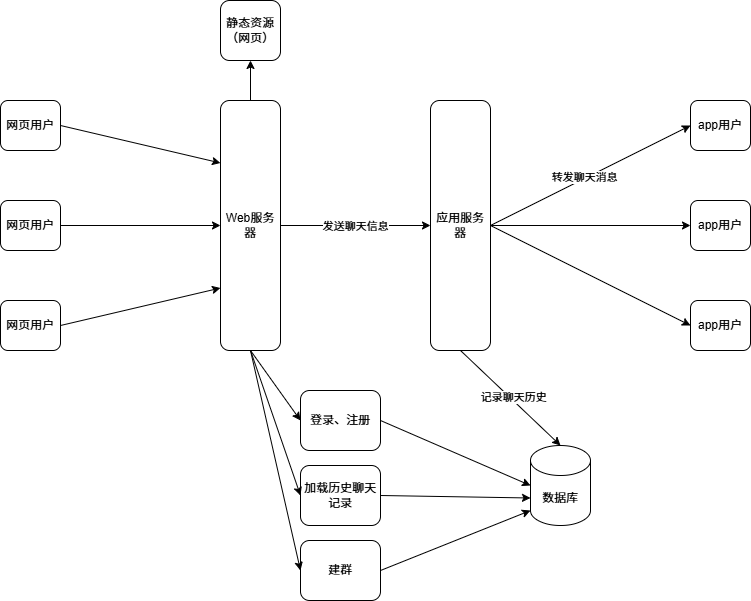 静态资源
（网页）
网页用户
app用户
转发聊天消息
网页用户
Web服务
器
发送聊天信息
应用服务
器
app用户
网页用户
app用户
记录聊天历史
登录、注册
加载历史聊天
记录
数据库
建群